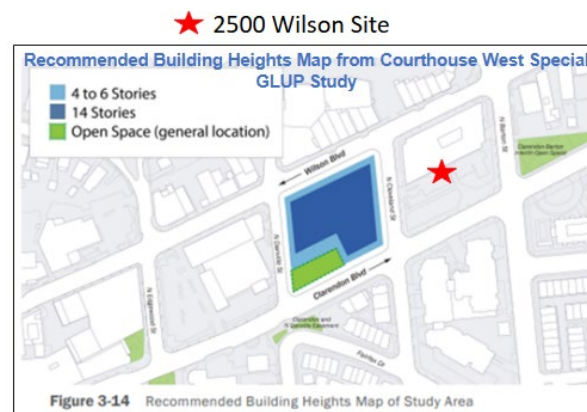 2500 Wilson Site
Recommended Building Heights Map from Courthouse West Special
GLUP Study
4 to 6 Stories
14 Stories
Open Space (general location)
Wilson Blvd
N Barton St
Clarendon-Barton
Interim Open Space
N Cleveland St
N Danville St
Clarendon Blvd
N Edgewood St
Clarendon and
N Danville Easement
Fairfax Dr
Figure 3-14 Recommended Building Heights Map of Study Area